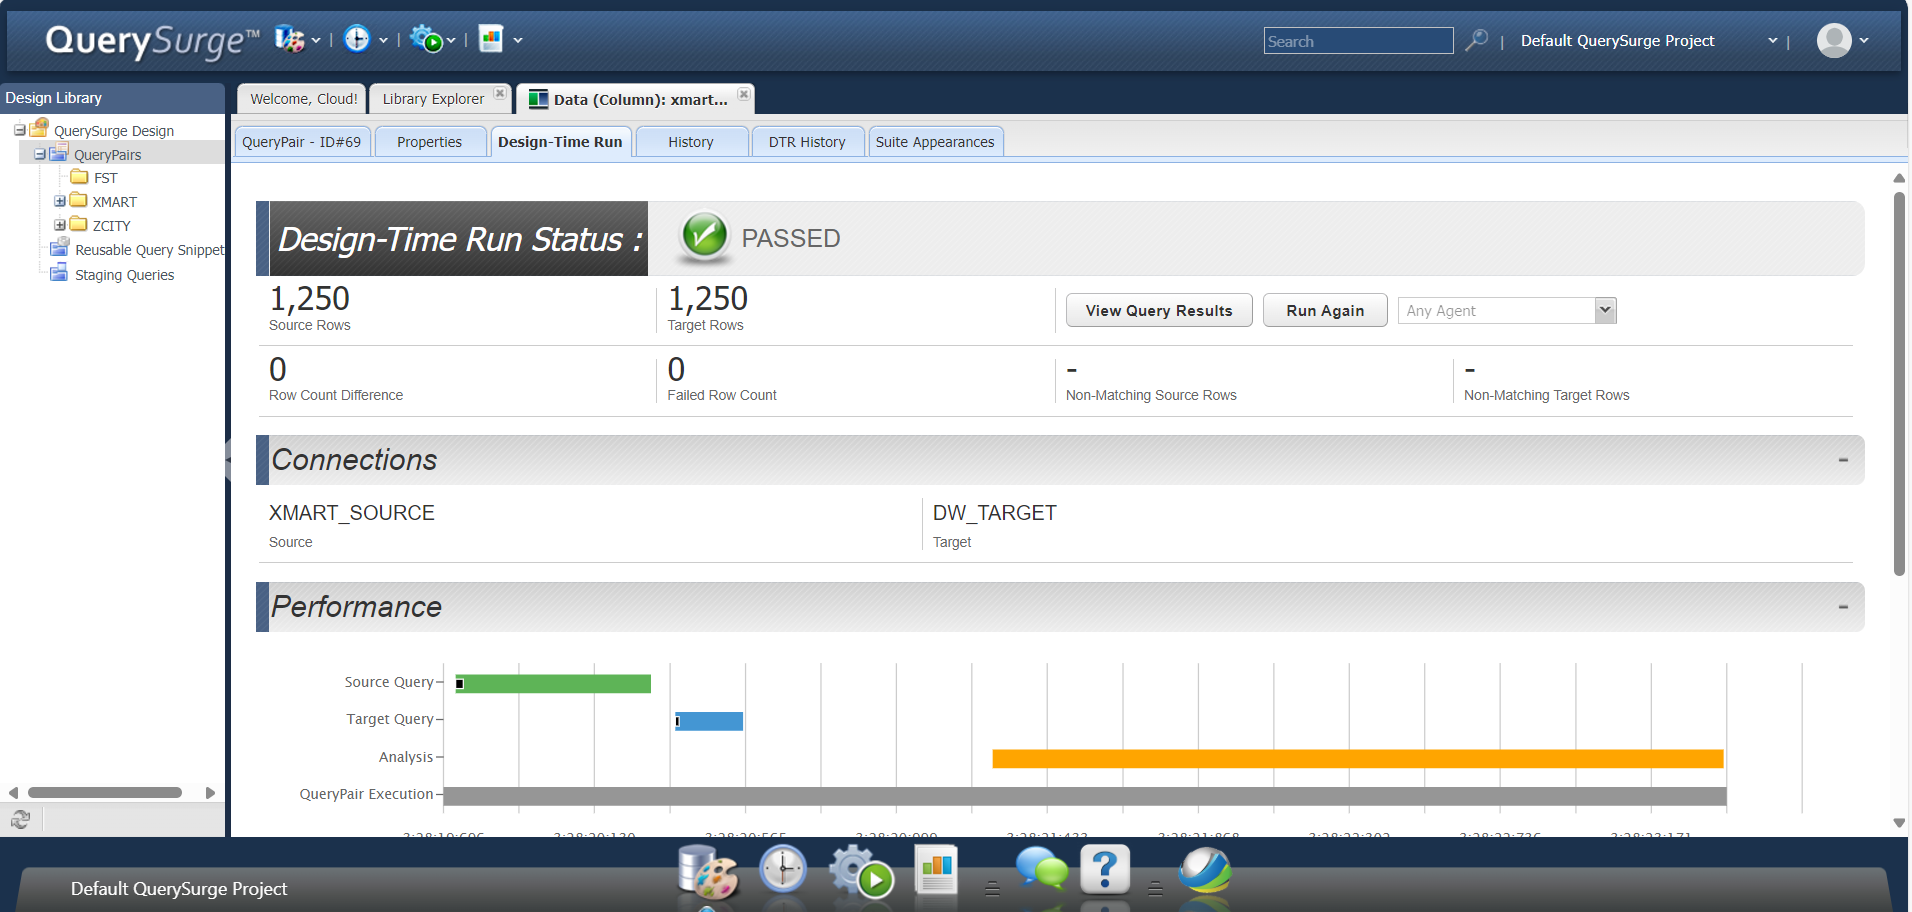 QuerySurge™
Search
Default QuerySurge Project
Design Library
QuerySurge Design
QueryPairs
FST
XMART
ZCITY
Reusable Query Snippet
Staging Queries
Welcome, Cloud!
Library Explorer
Data (Column): xmart...
QueryPair - ID#69
Properties
Design-Time Run
History
DTR History
Suite Appearances
Design-Time Run Status :
PASSED
1,250
Source Rows
1,250
Target Rows
View Query Results
Run Again
Any Agent
0
Row Count Difference
0
Failed Row Count
-
Non-Matching Source Rows
-
Non-Matching Target Rows
Connections
XMART_SOURCE
Source
DW_TARGET
Target
Performance
Source Query
Target Query
Analysis
QueryPair Execution
Default QuerySurge Project